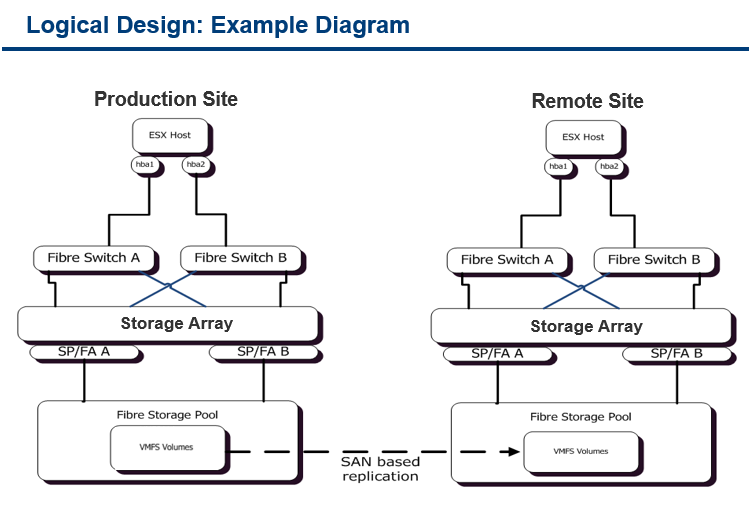 Logical Design: Example Diagram
Production Site
ESX Host
hba1
hba2
Fibre Switch A
Fibre Switch B
Storage Array
SP/FA A
SP/FA B
Fibre Storage Pool
VMFS Volumes
SAN based
replication
Remote Site
ESX Host
hba1
hba2
Fibre Switch A
Fibre Switch B
Storage Array
SP/FA A
SP/FA B
Fibre Storage Pool
VMFS Volumes